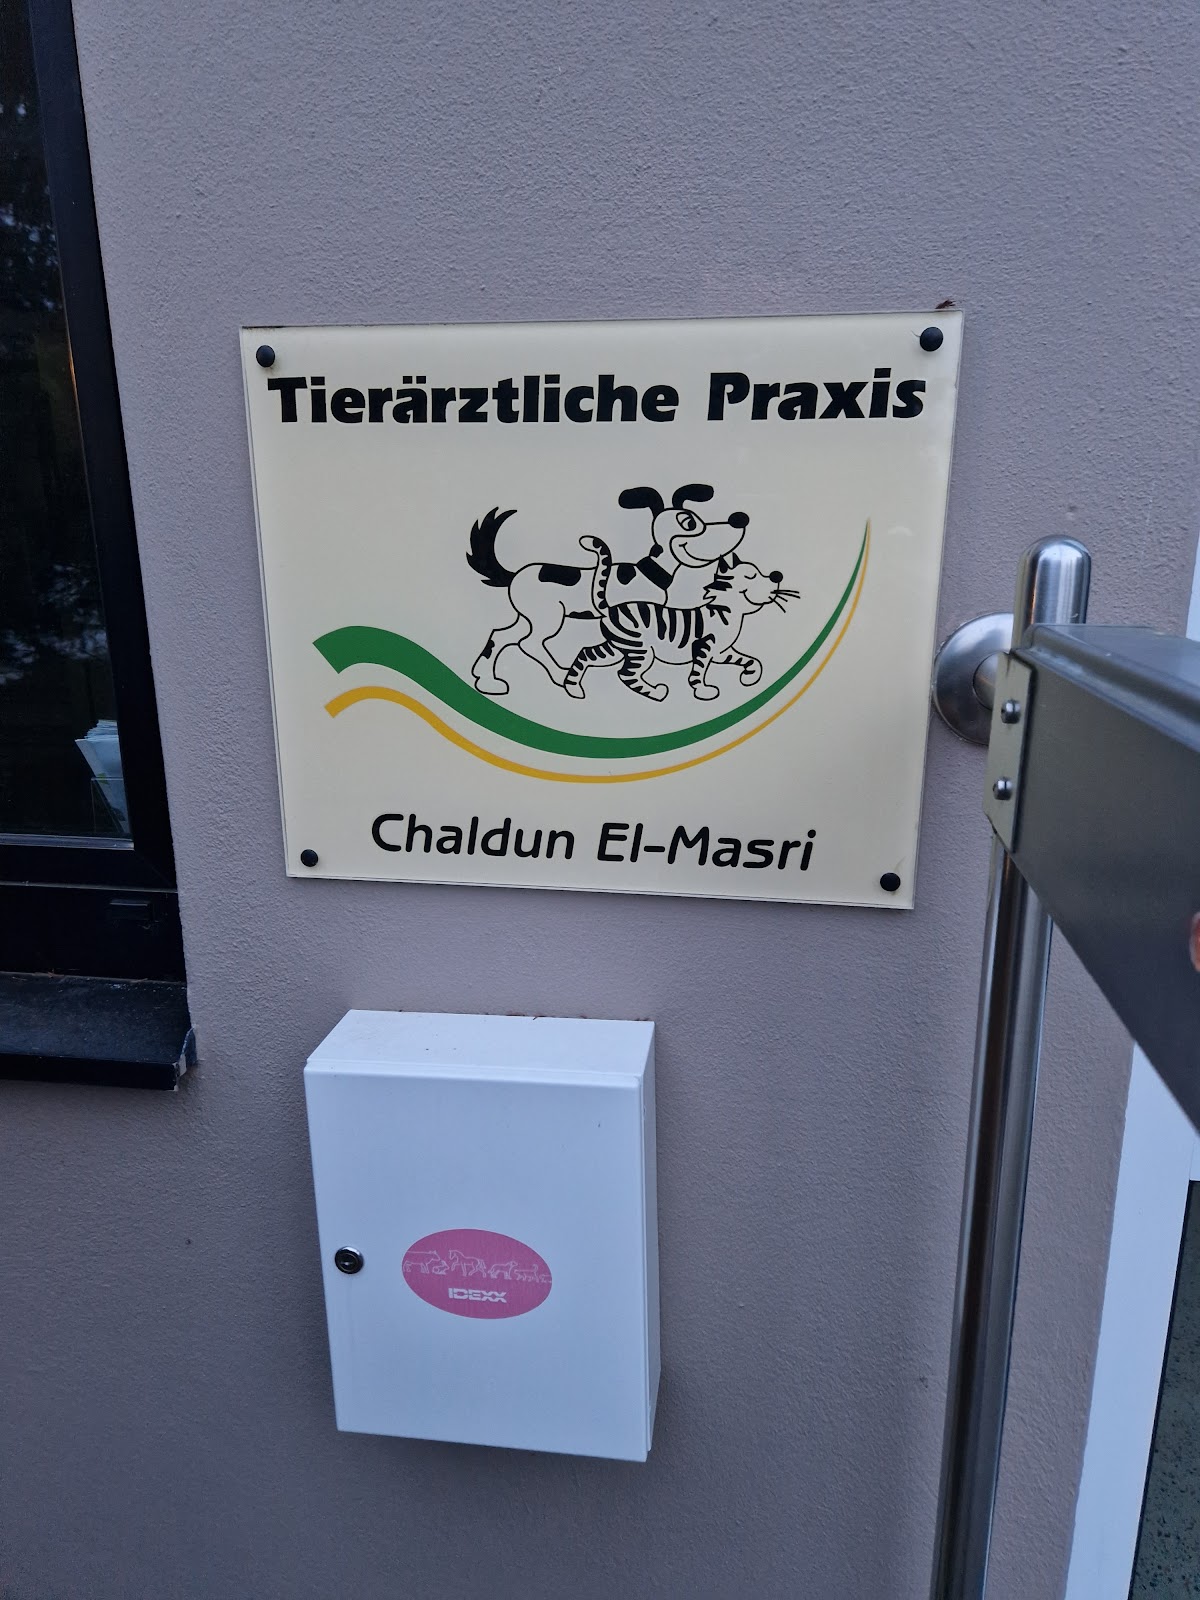 Tierärztliche Praxis
Chaldun El-Masri
IDEXX